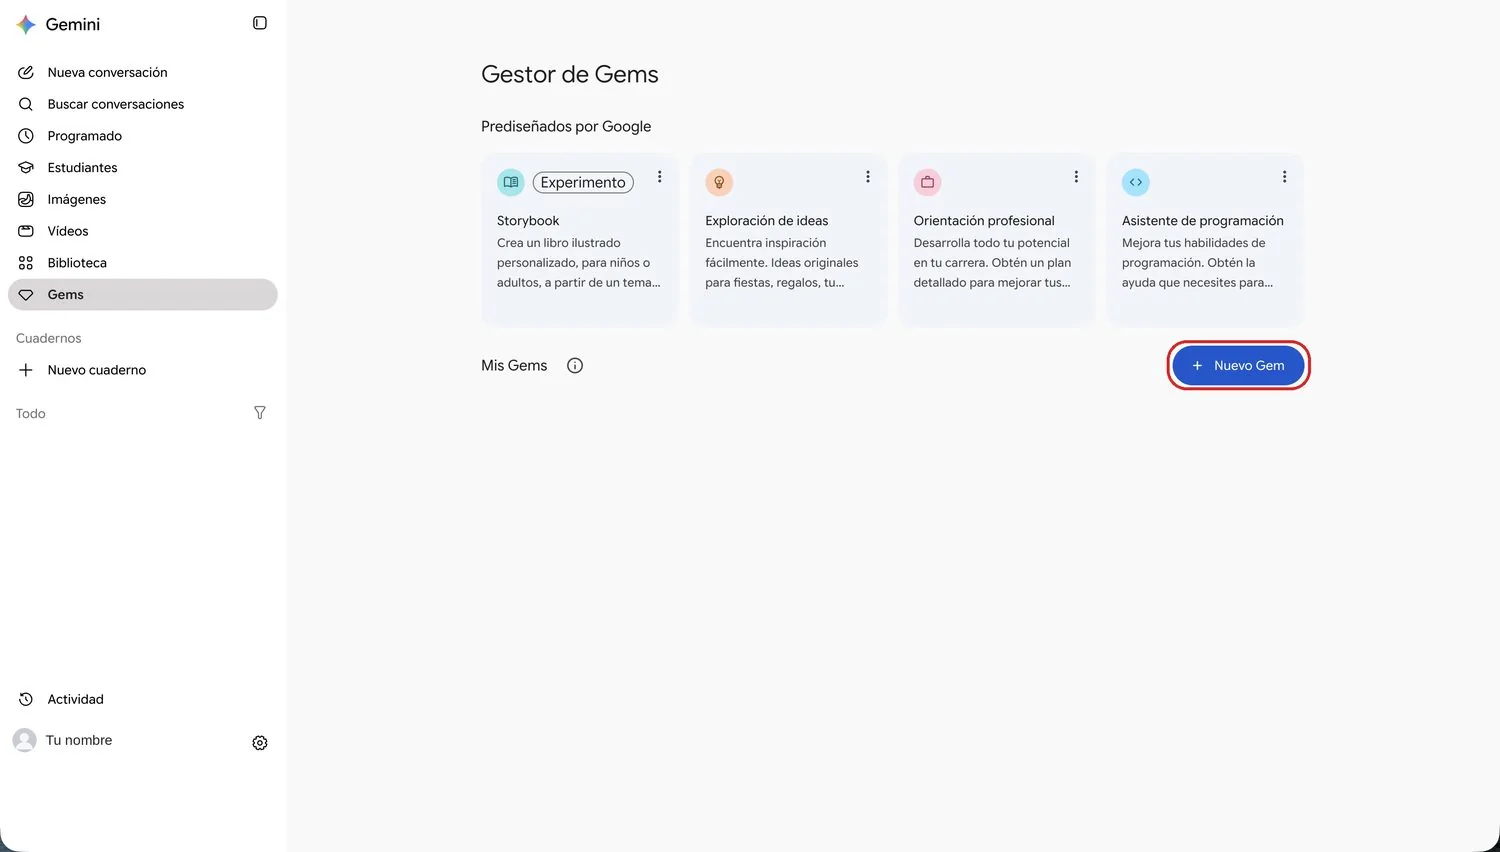 Gemini
Nueva conversación
Buscar conversaciones
Programado
Estudiantes
Imágenes
Vídeos
Biblioteca
Gems
Cuadernos
Nuevo cuaderno
Todo
Actividad
Tu nombre
Gestor de Gems
Prediseñados por Google
Experimento
Storybook
Crea un libro ilustrado
personalizado, para niños o
adultos, a partir de un tema...
Exploración de ideas
Encuentra inspiración
fácilmente. Ideas originales
para fiestas, regalos, tu...
Orientación profesional
Desarrolla todo tu potencial
en tu carrera. Obtén un plan
detallado para mejorar tus...
Asistente de programación
Mejora tus habilidades de
programación. Obtén la
ayuda que necesites para...
Mis Gems
+ Nuevo Gem